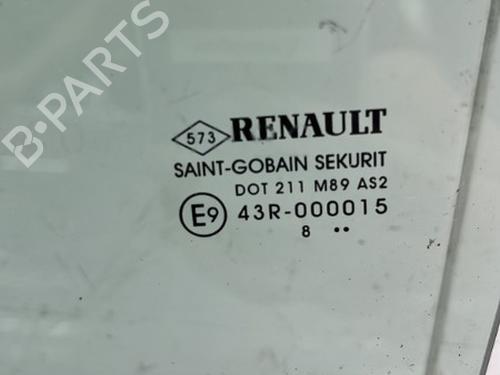 B-PARTS
573 RENAULT
SAINT-GOBAIN SEKURIT
DOT 211 M89 AS2
E9 43R-000015
8 ••